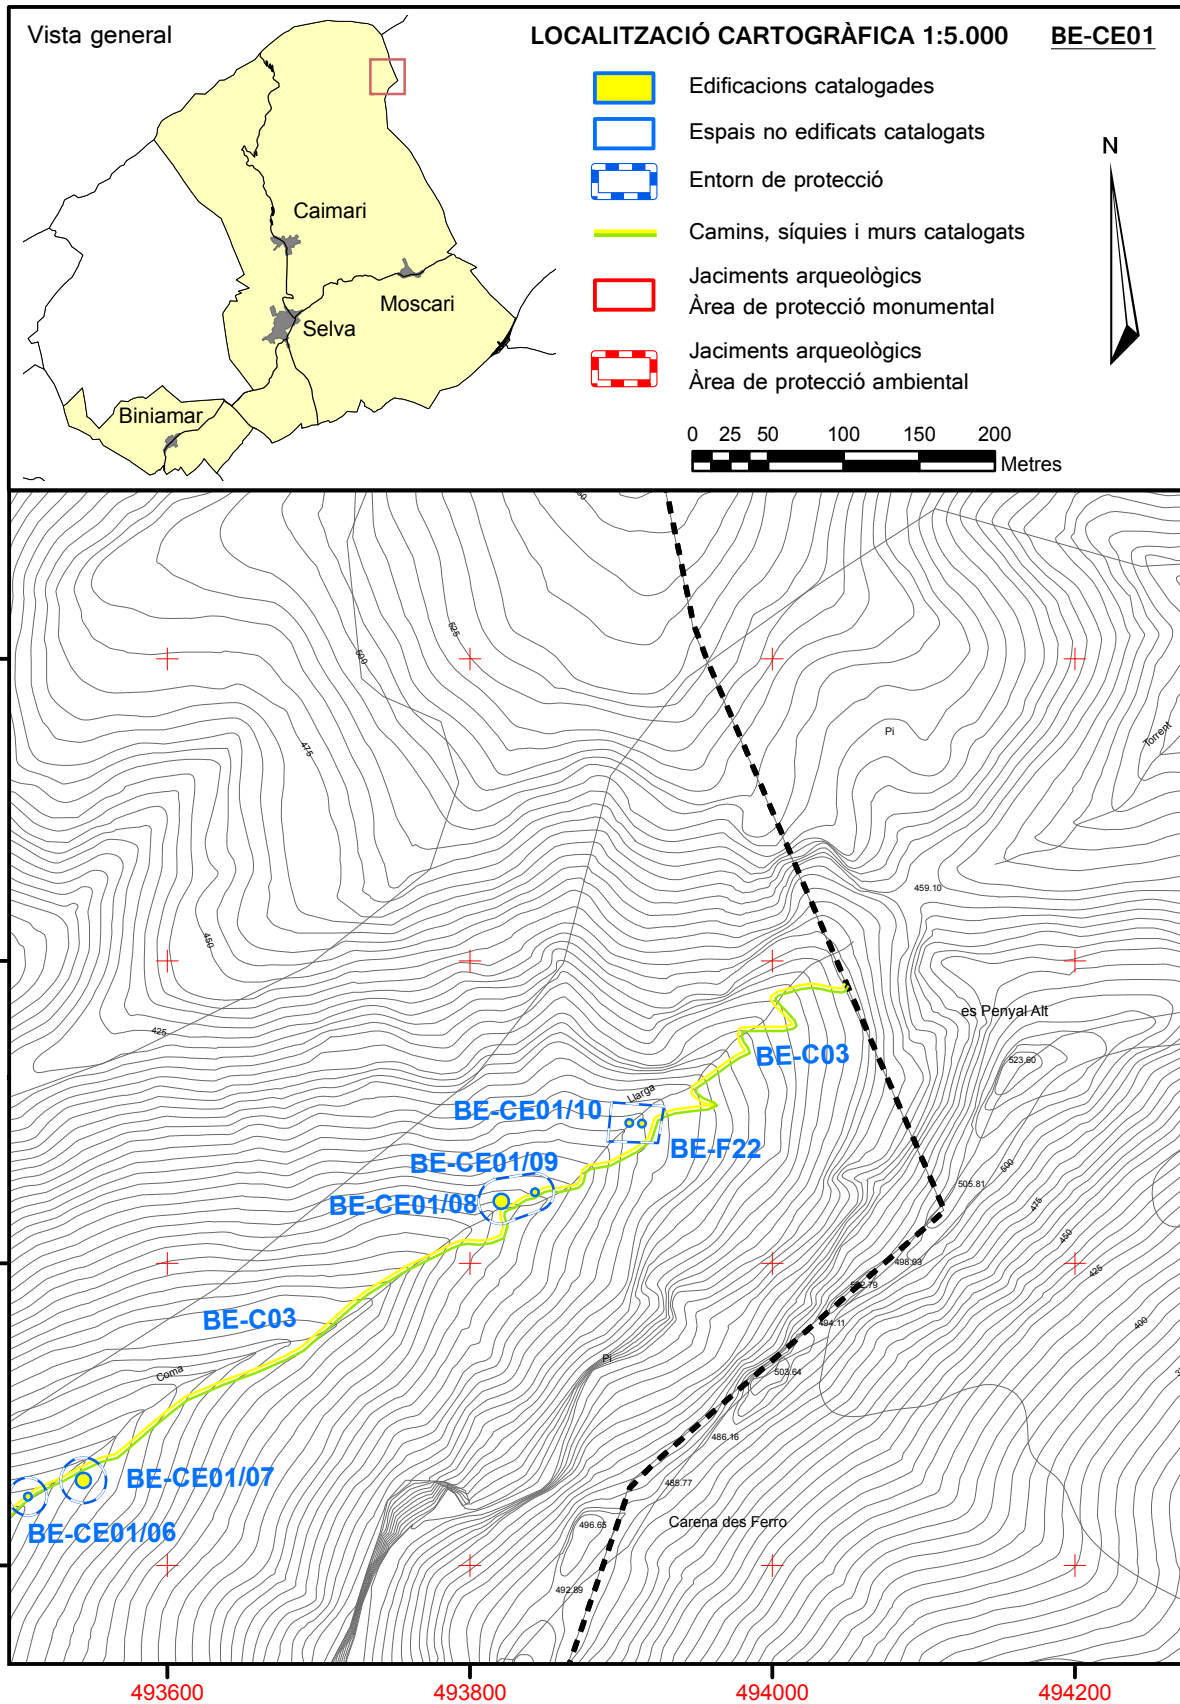 Vista general
LOCALITZACIÓ CARTOGRÀFICA 1:5.000 BE-CE01
Edificacions catalogades
Espais no edificats catalogats
Entorn de protecció
Camins, síquies i murs catalogats
Jaciments arqueològics
Àrea de protecció monumental
Jaciments arqueològics
Àrea de protecció ambiental
N
0 25 50 100 150 200
Metres
Caimari
Moscari
Selva
Biniamar
525
500
475
450
425
Pi
Torrent
459.10
es Penyal Alt
523.60
BE-C03
Llarga
BE-CE01/10
BE-F22
BE-CE01/09
BE-CE01/08
500
505.81
475
450
425
400
498.93
494.11
503.64
486.16
485.77
Pi
BE-C03
Coma
BE-CE01/07
BE-CE01/06
Carena des Ferro
496.65
492.89
493600 493800 494000 494200